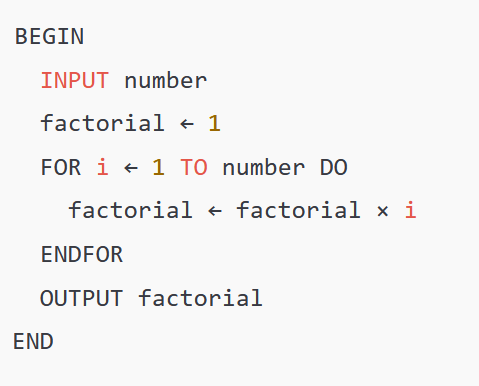 BEGIN
INPUT number
factorial ← 1
FOR i ← 1 TO number DO
factorial ← factorial × i
ENDFOR
OUTPUT factorial
END